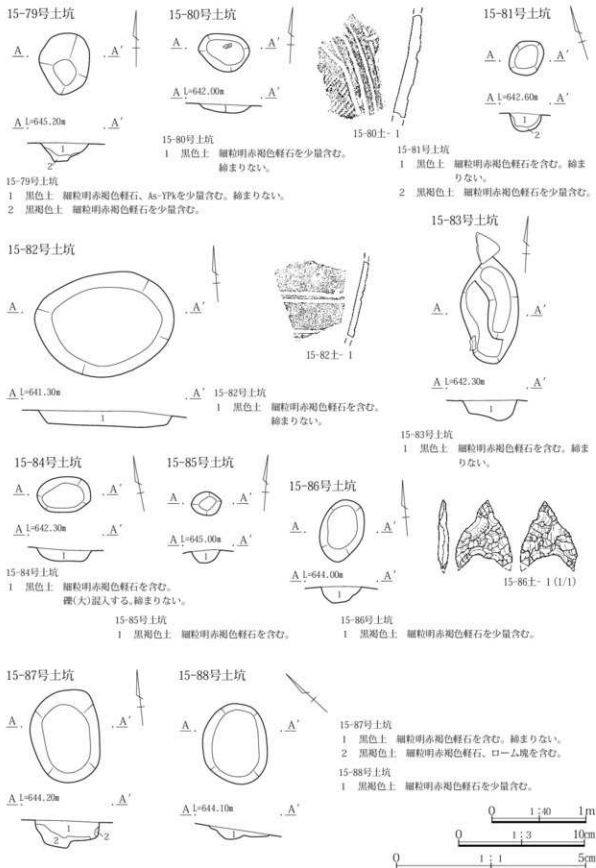 15-79号土坑
A . . A′
A L=645.20m . A′
1
2
15-79号土坑
1 黒色土 細粒明赤褐色軽石、As-YPkを少量含む。締まりない。
2 黒褐色土 細粒明赤褐色軽石を少量含む。
15-80号土坑
A . . A′
A L=642.00m . A′
1
15-80号土坑
1 黒色土 細粒明赤褐色軽石を少量含む。
締まりない。
15-80土-1
15-81号土坑
A . . A′
A L=642.60m . A′
1
2
15-81号土坑
1 黒色土 細粒明赤褐色軽石を含む。締ま
りない。
2 黒褐色土 細粒明赤褐色軽石を少量含む。
15-82号土坑
A . . A′
A L=641.30m . A′
1
15-82号土坑
1 黒色土 細粒明赤褐色軽石を含む。
締まりない。
15-82土-1
15-83号土坑
A . . A′
A L=642.30m . A′
1
15-83号土坑
1 黒色土 細粒明赤褐色軽石を含む。締ま
りない。
15-84号土坑
A . . A′
A L=642.30m . A′
1
15-84号土坑
1 黒色土 細粒明赤褐色軽石を含む。
礫(大)混入する。締まりない。
15-85号土坑
A . . A′
A L=645.00m . A′
1
15-85号土坑
1 黒褐色土 細粒明赤褐色軽石を含む。
15-86号土坑
A . . A′
A L=644.00m . A′
1
15-86号土坑
1 黒褐色土 細粒明赤褐色軽石を少量含む。
15-86土-1(1/1)
15-87号土坑
A . . A′
A L=644.20m . A′
1
2
2
15-88号土坑
A . . A′
A L=644.10m . A′
1
15-87号土坑
1 黒色土 細粒明赤褐色軽石を含む。締まりない。
2 黒褐色土 細粒明赤褐色軽石、ローム塊を含む。
15-88号土坑
1 黒褐色土 細粒明赤褐色軽石を少量含む。
0 1:40 1m
0 1:3 10cm
0 1:1 5cm